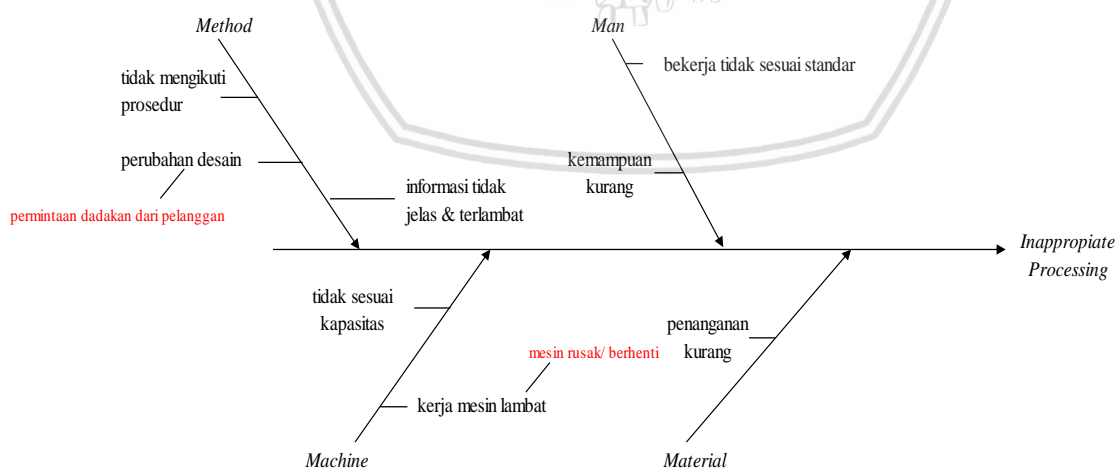 Method
Man
tidak mengikuti
prosedur
bekerja tidak sesuai standar
perubahan desain
permintaan dadakan dari pelanggan
informasi tidak
jelas & terlambat
kemampuan
kurang
Inappropiate
Processing
tidak sesuai
kapasitas
mesin rusak/ berhenti
kerja mesin lambat
penanganan
kurang
Machine
Material